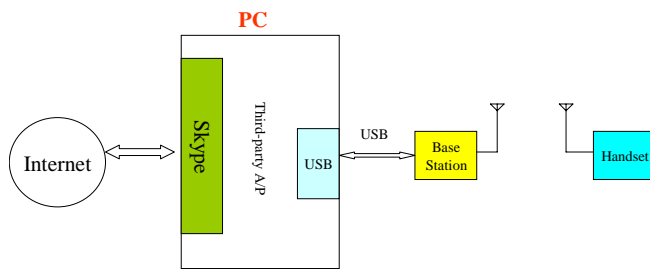 PC
Internet
Skype
Third-party A/P
USB
USB
Base
Station
Handset